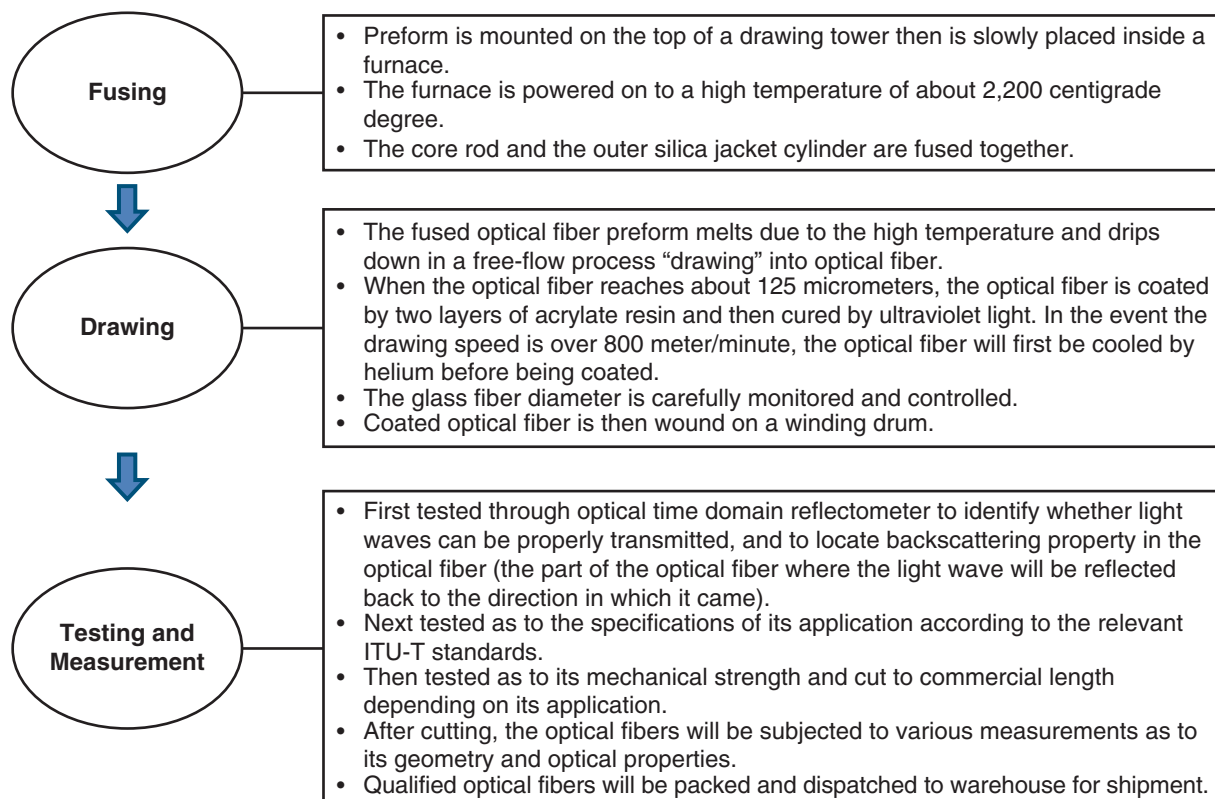 Fusing
• Preform is mounted on the top of a drawing tower then is slowly placed inside a
furnace.
• The furnace is powered on to a high temperature of about 2,200 centigrade
degree.
• The core rod and the outer silica jacket cylinder are fused together.
Drawing
• The fused optical fiber preform melts due to the high temperature and drips
down in a free-flow process “drawing” into optical fiber.
• When the optical fiber reaches about 125 micrometers, the optical fiber is coated
by two layers of acrylate resin and then cured by ultraviolet light. In the event the
drawing speed is over 800 meter/minute, the optical fiber will first be cooled by
helium before being coated.
• The glass fiber diameter is carefully monitored and controlled.
• Coated optical fiber is then wound on a winding drum.
Testing and
Measurement
• First tested through optical time domain reflectometer to identify whether light
waves can be properly transmitted, and to locate backscattering property in the
optical fiber (the part of the optical fiber where the light wave will be reflected
back to the direction in which it came).
• Next tested as to the specifications of its application according to the relevant
ITU-T standards.
• Then tested as to its mechanical strength and cut to commercial length
depending on its application.
• After cutting, the optical fibers will be subjected to various measurements as to
its geometry and optical properties.
• Qualified optical fibers will be packed and dispatched to warehouse for shipment.